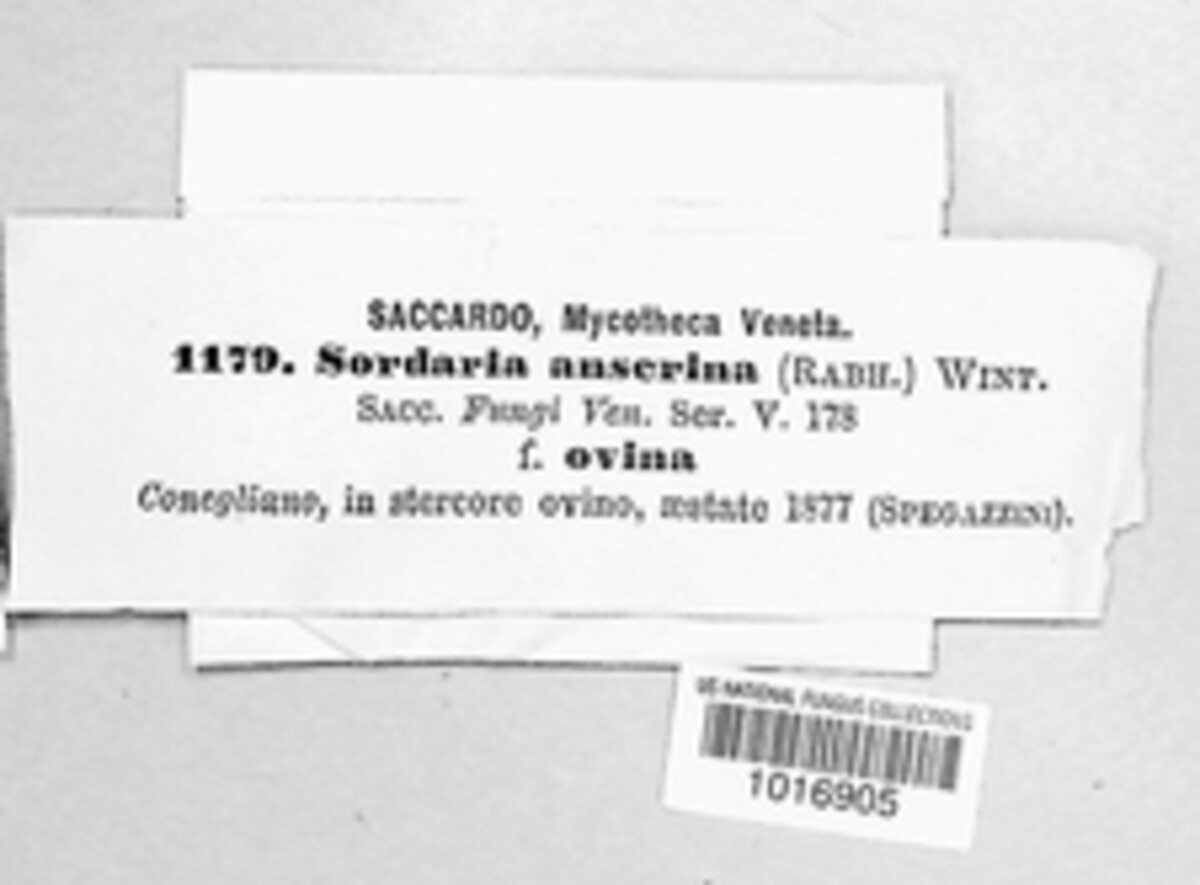 SACCARDO, Mycotheca Veneta.
1179. Sordaria anserina (RABH.) WINT.
SACC. Fungi Ven. Ser. V. 178
f. ovina
Conegliano, in stercore ovino, æstate 1877 (SPEGAZZINI).
US NATIONAL FUNGUS COLLECTIONS
1016905